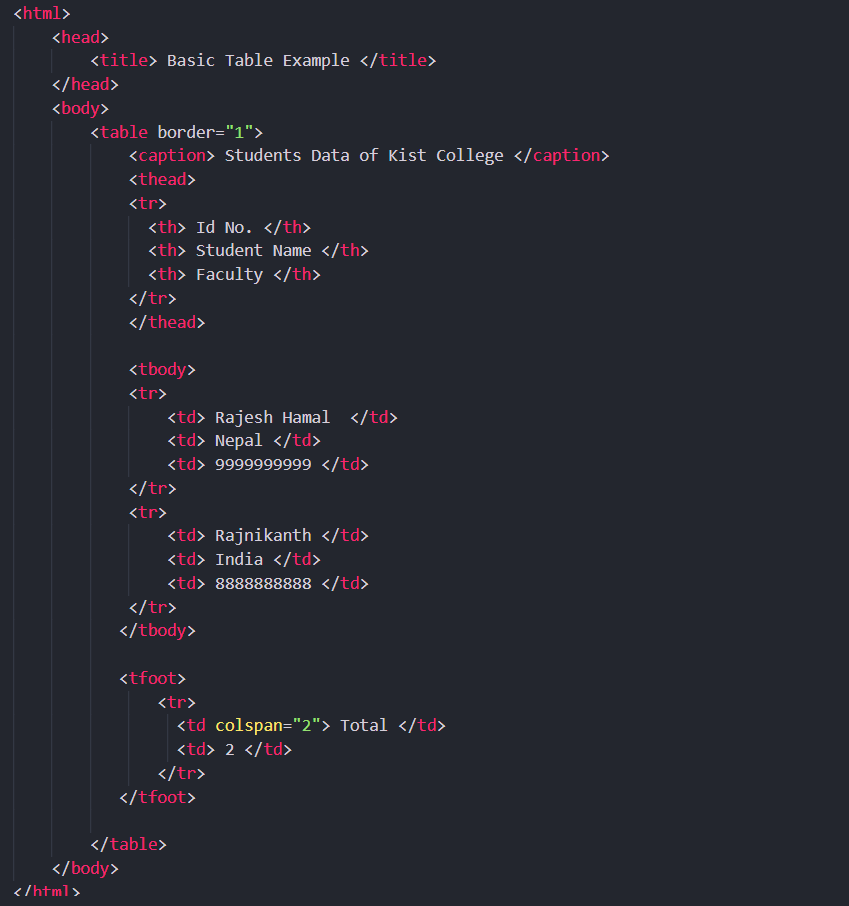 <html>
<head>
<title> Basic Table Example </title>
</head>
<body>
<table border="1">
<caption> Students Data of Kist College </caption>
<thead>
<tr>
<th> Id No. </th>
<th> Student Name </th>
<th> Faculty </th>
</tr>
</thead>
<tbody>
<tr>
<td> Rajesh Hamal  </td>
<td> Nepal </td>
<td> 9999999999 </td>
</tr>
<tr>
<td> Rajnikanth </td>
<td> India </td>
<td> 8888888888 </td>
</tr>
</tbody>
<tfoot>
<tr>
<td colspan="2"> Total </td>
<td> 2 </td>
</tr>
</tfoot>
</table>
</body>
</html>